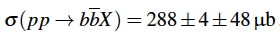 σ(pp → bb̅X) = 288 ± 4 ± 48 μb